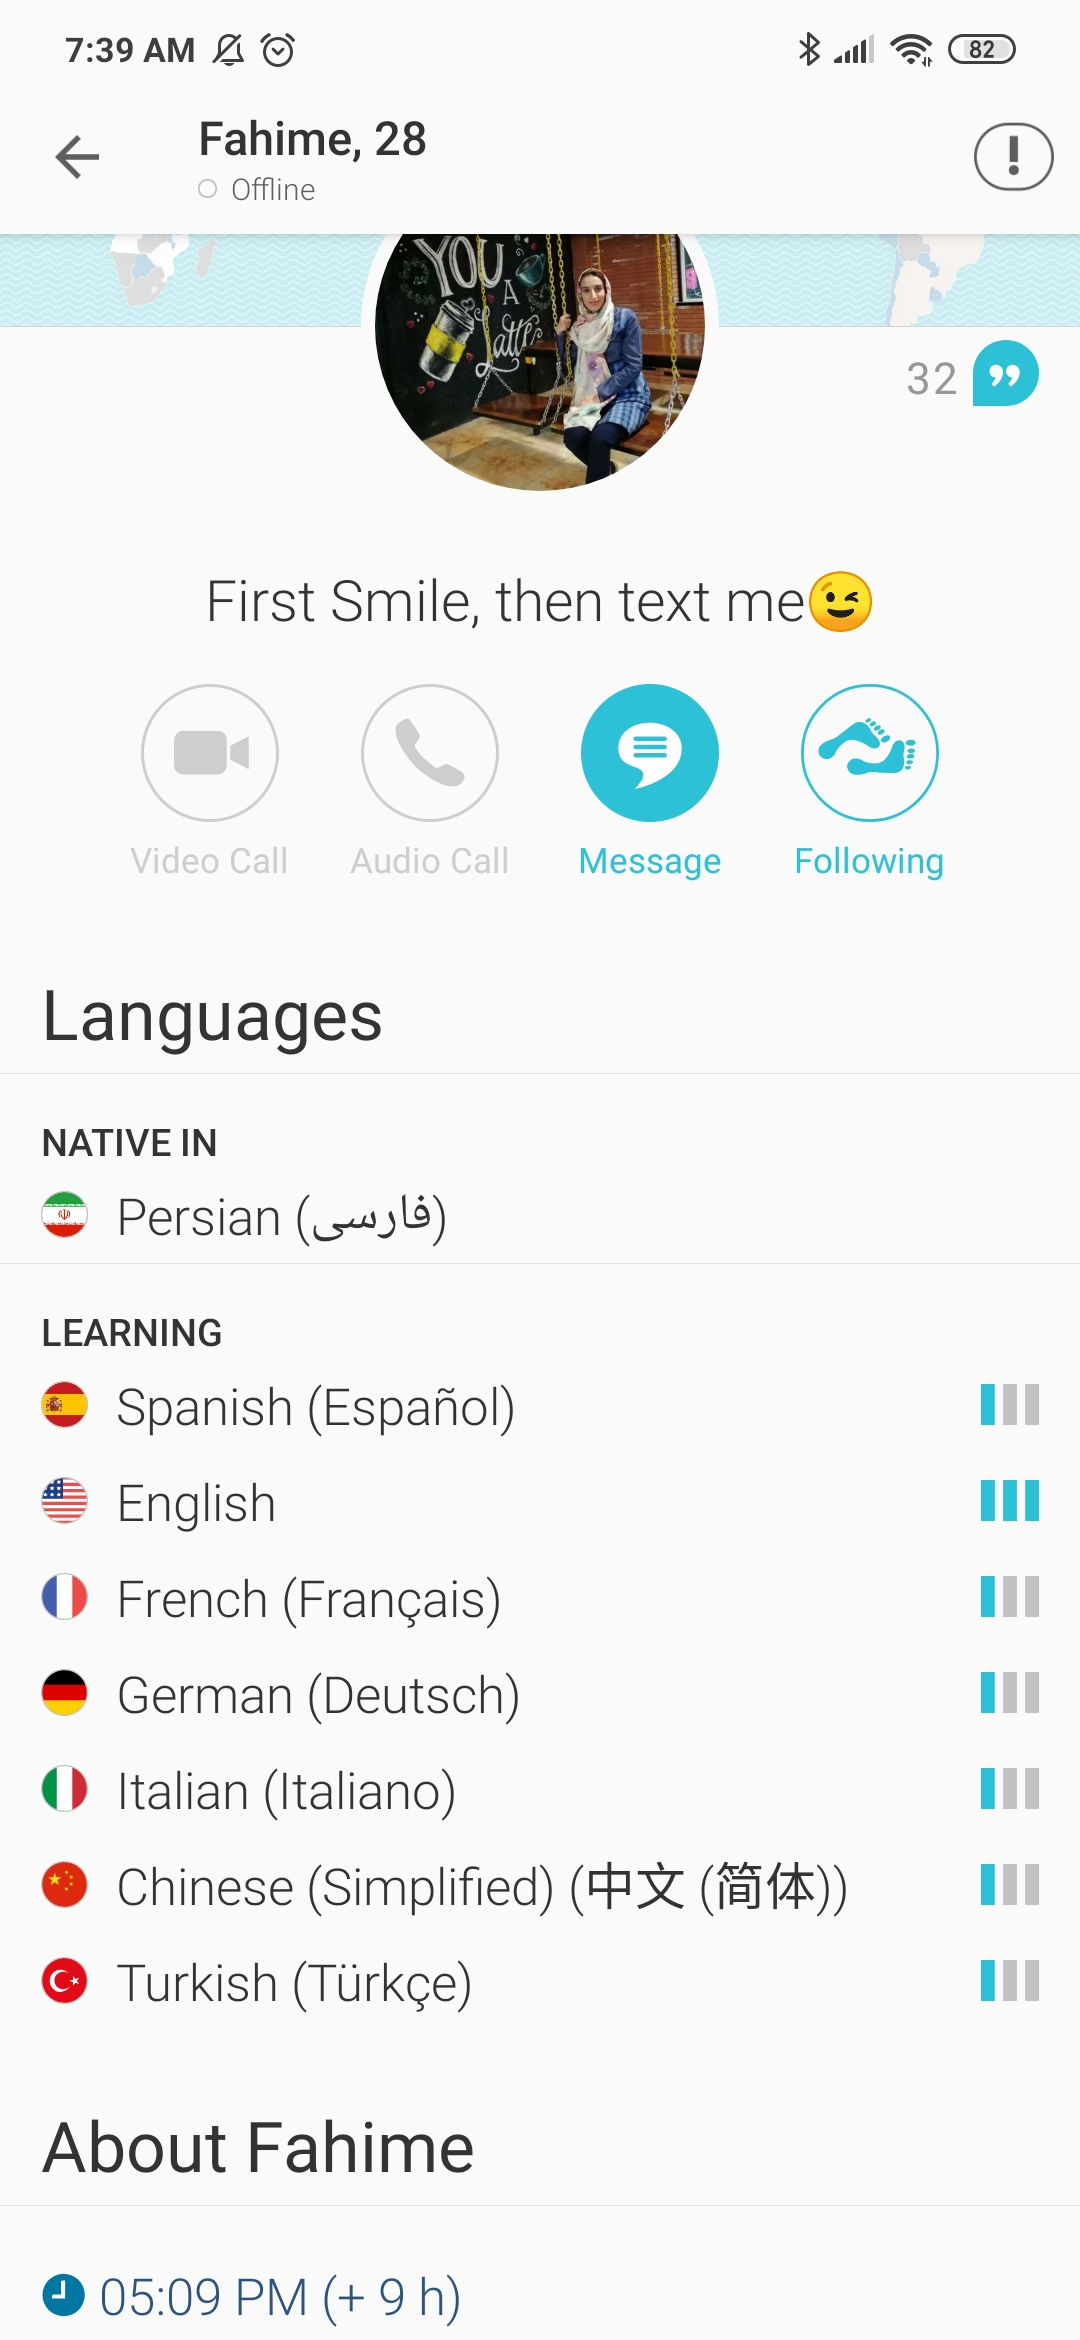 7:39 AM
82
Fahime, 28
Offline
YOU
A
Latte
32
First Smile, then text me😉
Video Call
Audio Call
Message
Following
Languages
NATIVE IN
Persian (فارسی)
LEARNING
Spanish (Español)
English
French (Français)
German (Deutsch)
Italian (Italiano)
Chinese (Simplified) (中文 (简体))
Turkish (Türkçe)
About Fahime
05:09 PM (+ 9 h)